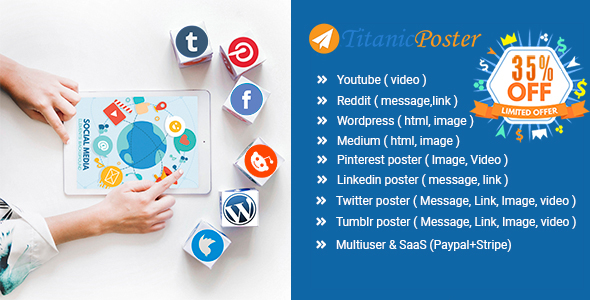 t
f
W
SOCIAL MEDIA
TitanicPoster
35%
OFF
LIMITED OFFER
» Youtube ( video )
» Reddit ( message,link )
» Wordpress ( html, image )
» Medium ( html, image )
» Pinterest poster ( Image, Video )
» Linkedin poster ( message, link )
» Twitter poster ( Message, Link, Image, video )
» Tumblr poster ( Message, Link, Image, video )
» Multiuser & SaaS (Paypal+Stripe)